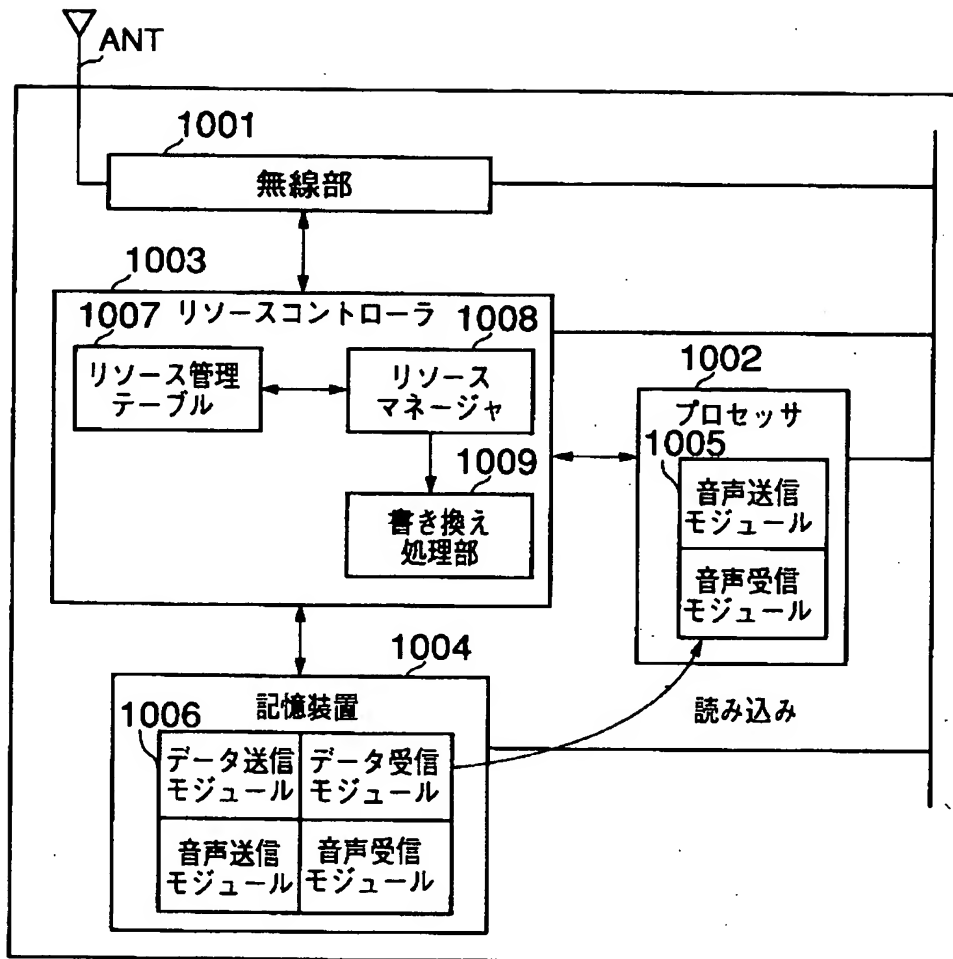 ANT
1001
無線部
1003
リソースコントローラ
1007
リソース管理
テーブル
1008
リソース
マネージャ
1009
書き換え
処理部
1002
プロセッサ
1005
音声送信
モジュール
音声受信
モジュール
読み込み
1004
記憶装置
1006
データ送信
モジュール
データ受信
モジュール
音声送信
モジュール
音声受信
モジュール